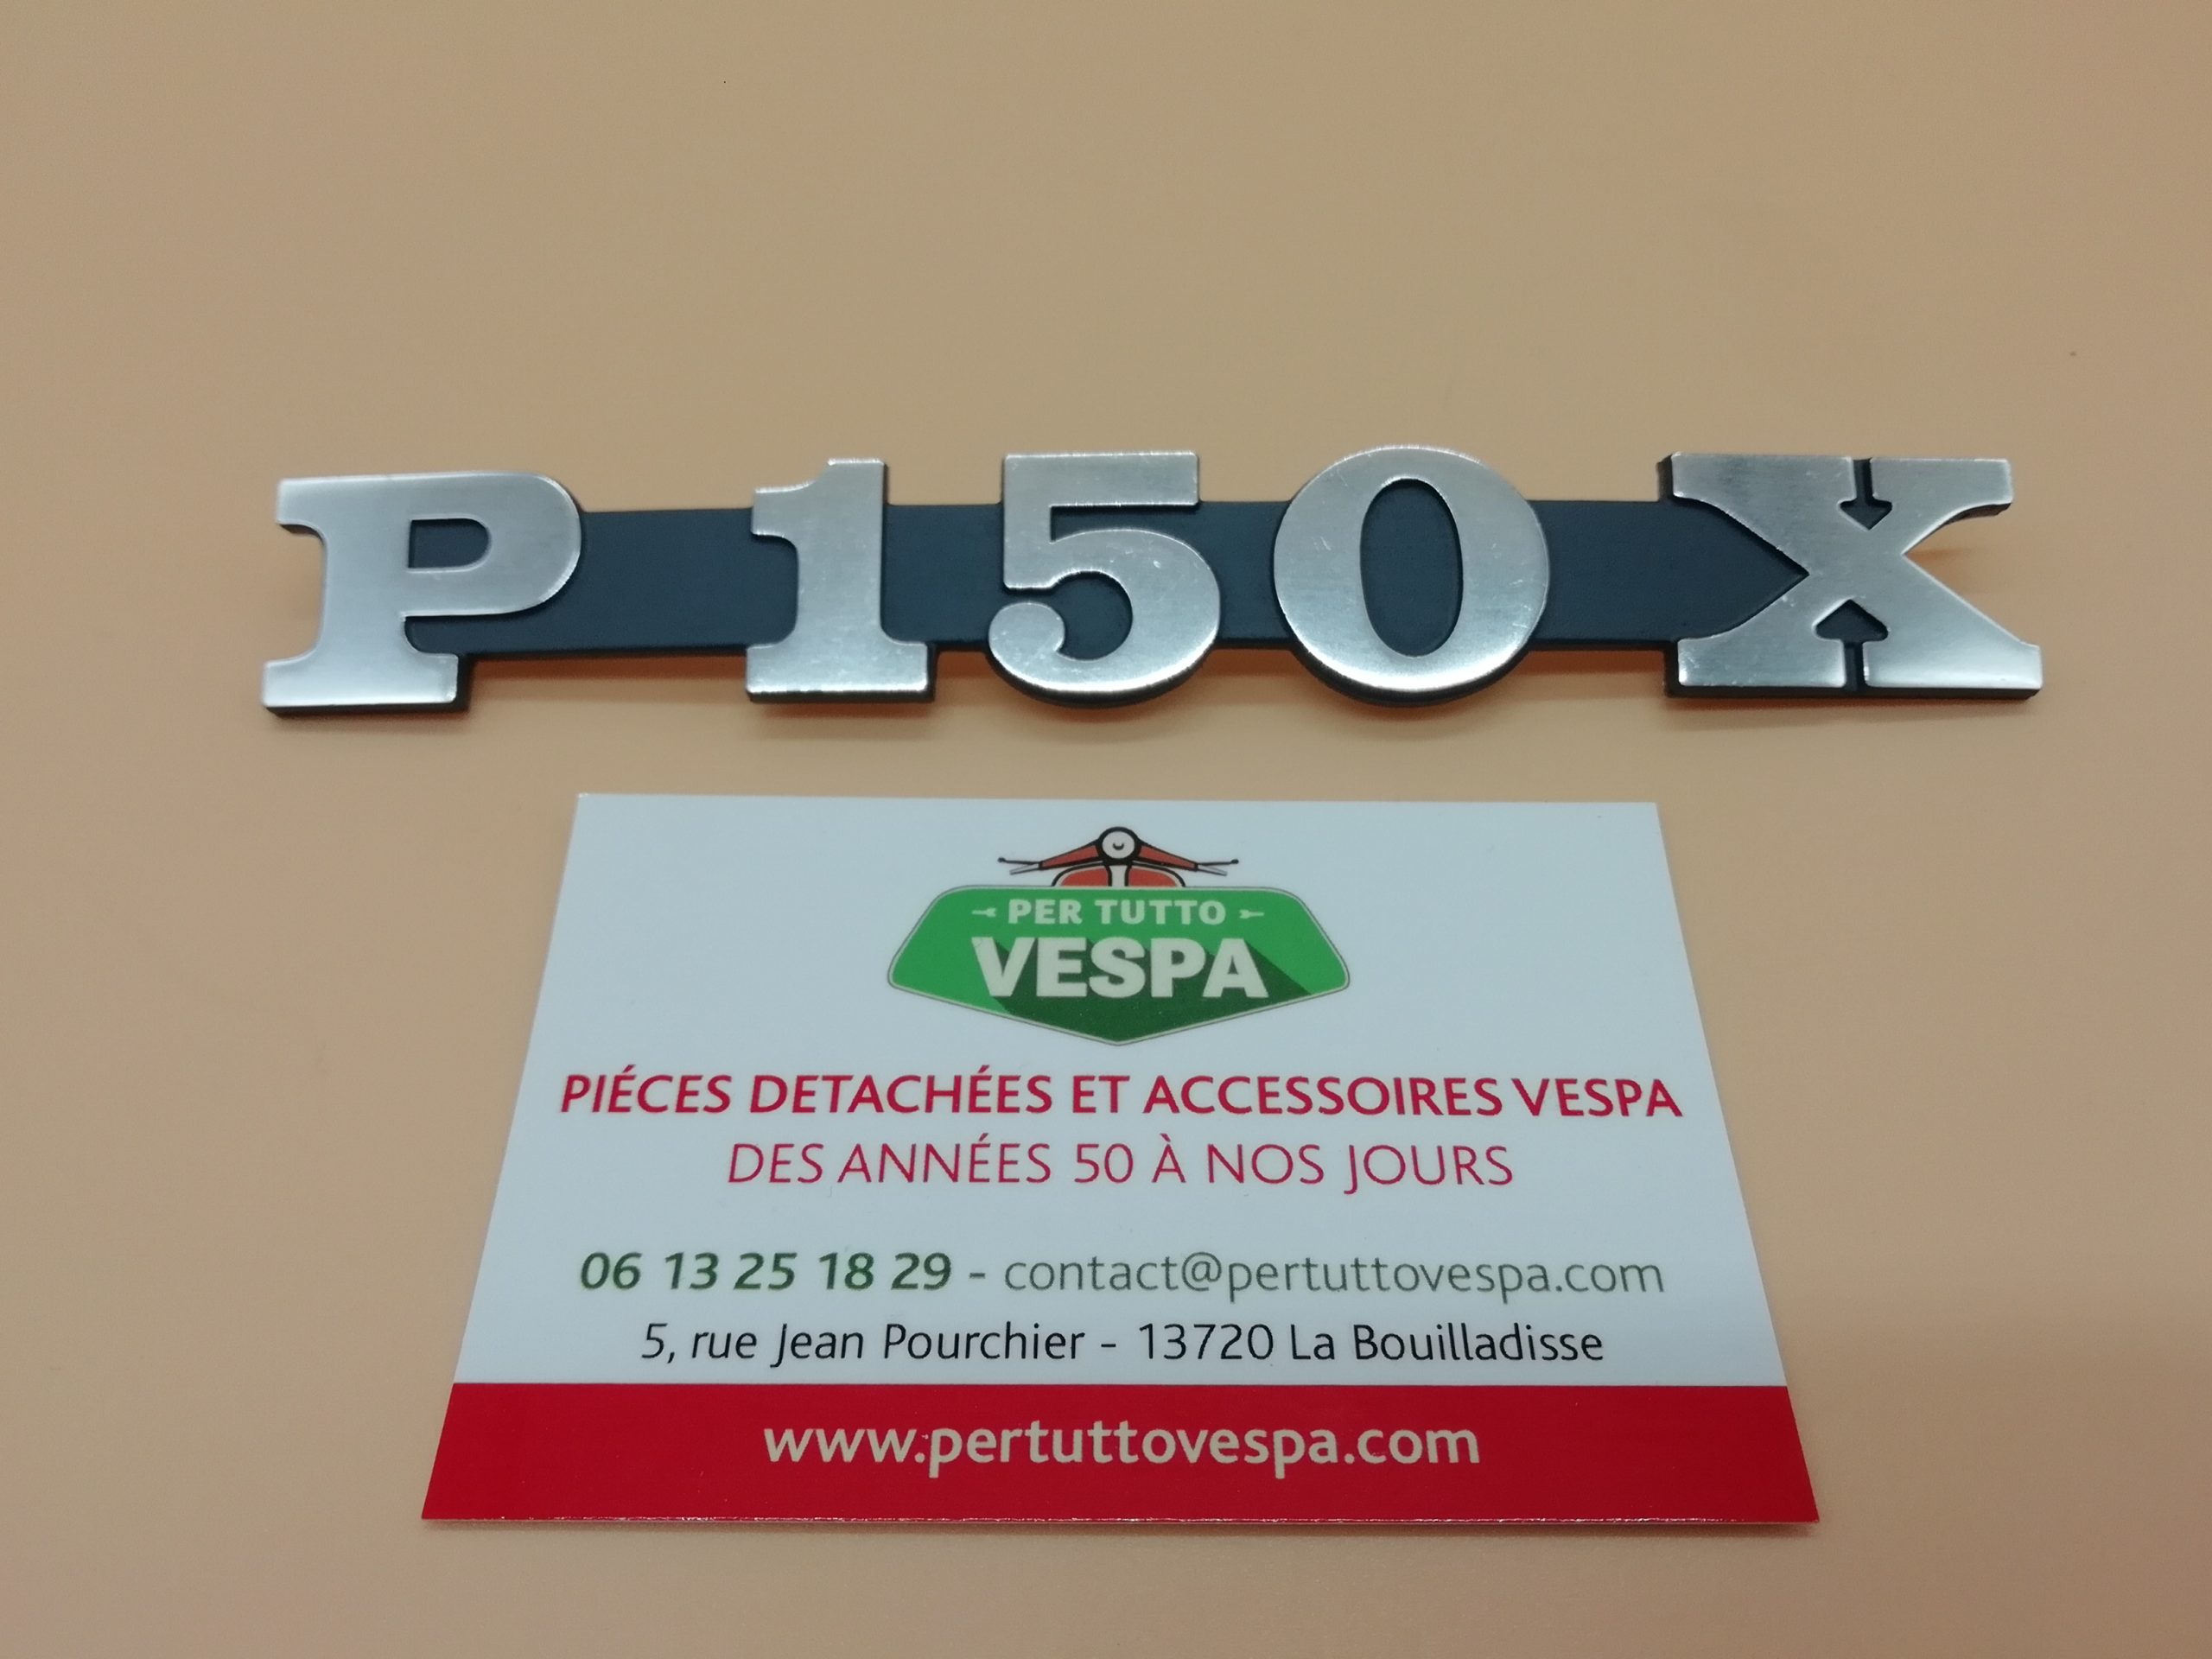 P150X
PER TUTTO
VESPA
PIÉCES DETACHÉES ET ACCESSOIRES VESPA
DES ANNÉES 50 À NOS JOURS
06 13 25 18 29 - contact@pertuttovespa.com
5, rue Jean Pourchier - 13720 La Bouilladisse
www.pertuttovespa.com